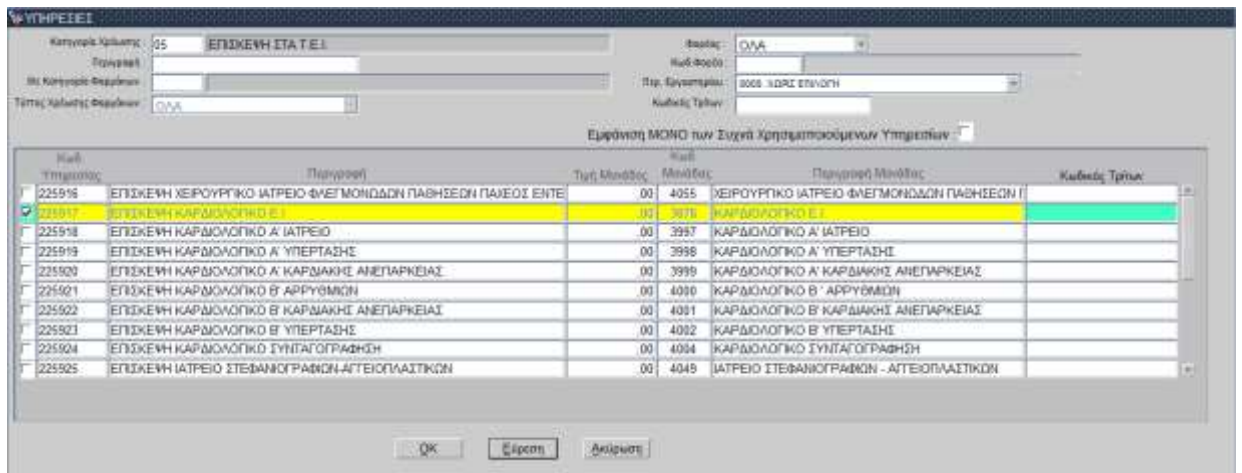 ΥΠΗΡΕΣΙΕΣ
Κατηγορία Χρέωσης 05 ΕΠΙΣΚΕΨΗ ΣΤΑ Τ.Ε.Ι. Φορέας ΟΛΑ
Περιγραφή Κωδ Φορέα
Κατηγορία Φαρμάκων Περ. Εργαστηρίου 0000 ΧΩΡΙΣ ΕΠΙΛΟΓΗ
Τύπος Χρέωσης Φαρμάκων ΟΛΑ Κωδικός Τρίτων
Εμφάνιση ΜΟΝΟ των Συχνά Χρησιμοποιούμενων Υπηρεσιών
Κωδ. Υπηρεσίας Περιγραφή Τιμή Μονάδος Κωδ. Μονάδας Περιγραφή Μονάδος Κωδικός Τρίτων
225916 ΕΠΙΣΚΕΨΗ ΧΕΙΡΟΥΡΓΙΚΟ ΙΑΤΡΕΙΟ ΦΛΕΓΜΟΝΩΔΩΝ ΠΑΘΗΣΕΩΝ ΠΑΧΕΟΣ ΕΝΤΕ .00 4055 ΧΕΙΡΟΥΡΓΙΚΟ ΙΑΤΡΕΙΟ ΦΛΕΓΜΟΝΩΔΩΝ ΠΑΘΗΣΕΩΝ Π
225917 ΕΠΙΣΚΕΨΗ ΚΑΡΔΙΟΛΟΓΙΚΟ Ε.Ι. .00 ΚΑΡΔΙΟΛΟΓΙΚΟ Ε.Ι.
225918 ΕΠΙΣΚΕΨΗ ΚΑΡΔΙΟΛΟΓΙΚΟ Α' ΙΑΤΡΕΙΟ .00 3997 ΚΑΡΔΙΟΛΟΓΙΚΟ Α' ΙΑΤΡΕΙΟ
225919 ΕΠΙΣΚΕΨΗ ΚΑΡΔΙΟΛΟΓΙΚΟ Α' ΥΠΕΡΤΑΣΗΣ .00 3998 ΚΑΡΔΙΟΛΟΓΙΚΟ Α' ΥΠΕΡΤΑΣΗΣ
225920 ΕΠΙΣΚΕΨΗ ΚΑΡΔΙΟΛΟΓΙΚΟ Α' ΚΑΡΔΙΑΚΗΣ ΑΝΕΠΑΡΚΕΙΑΣ .00 3999 ΚΑΡΔΙΟΛΟΓΙΚΟ Α' ΚΑΡΔΙΑΚΗΣ ΑΝΕΠΑΡΚΕΙΑΣ
225921 ΕΠΙΣΚΕΨΗ ΚΑΡΔΙΟΛΟΓΙΚΟ Β' ΑΡΡΥΘΜΙΩΝ .00 4000 ΚΑΡΔΙΟΛΟΓΙΚΟ Β ' ΑΡΡΥΘΜΙΩΝ
225922 ΕΠΙΣΚΕΨΗ ΚΑΡΔΙΟΛΟΓΙΚΟ Β' ΚΑΡΔΙΑΚΗΣ ΑΝΕΠΑΡΚΕΙΑΣ .00 4001 ΚΑΡΔΙΟΛΟΓΙΚΟ Β' ΚΑΡΔΙΑΚΗΣ ΑΝΕΠΑΡΚΕΙΑΣ
225923 ΕΠΙΣΚΕΨΗ ΚΑΡΔΙΟΛΟΓΙΚΟ Β' ΥΠΕΡΤΑΣΗΣ .00 4002 ΚΑΡΔΙΟΛΟΓΙΚΟ Β' ΥΠΕΡΤΑΣΗΣ
225924 ΕΠΙΣΚΕΨΗ ΚΑΡΔΙΟΛΟΓΙΚΟ ΣΥΝΤΑΓΟΓΡΑΦΗΣΗ .00 4004 ΚΑΡΔΙΟΛΟΓΙΚΟ ΣΥΝΤΑΓΟΓΡΑΦΗΣΗ
225925 ΕΠΙΣΚΕΨΗ ΙΑΤΡΕΙΟ ΣΤΕΦΑΝΙΟΓΡΑΦΙΩΝ-ΑΓΓΕΙΟΠΛΑΣΤΙΚΩΝ .00 4049 ΙΑΤΡΕΙΟ ΣΤΕΦΑΝΙΟΓΡΑΦΙΩΝ - ΑΓΓΕΙΟΠΛΑΣΤΙΚΩΝ
OK Εύρεση Ακύρωση